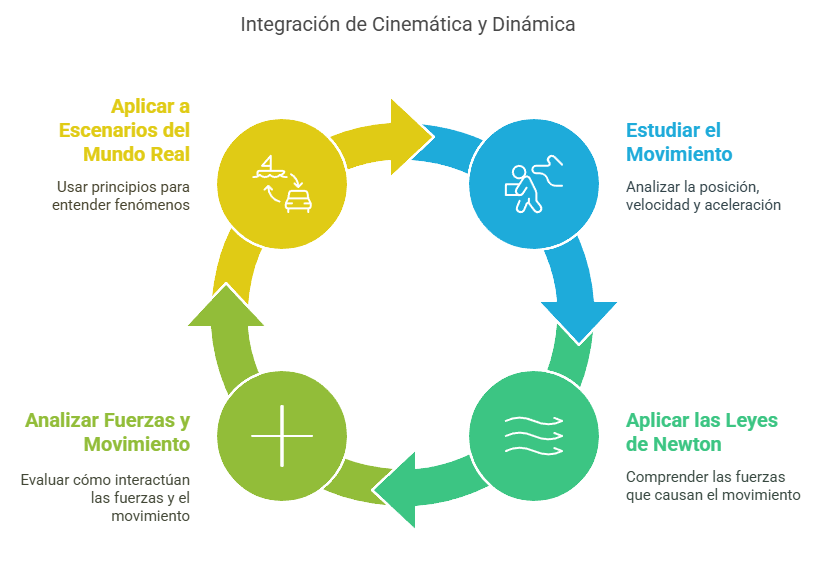 Integración de Cinemática y Dinámica
Aplicar a
Escenarios del
Mundo Real
Usar principios para
entender fenómenos
Estudiar el
Movimiento
Analizar la posición,
velocidad y aceleración
Analizar Fuerzas y
Movimiento
Evaluar cómo interactúan
las fuerzas y el
movimiento
Aplicar las Leyes
de Newton
Comprender las fuerzas
que causan el movimiento